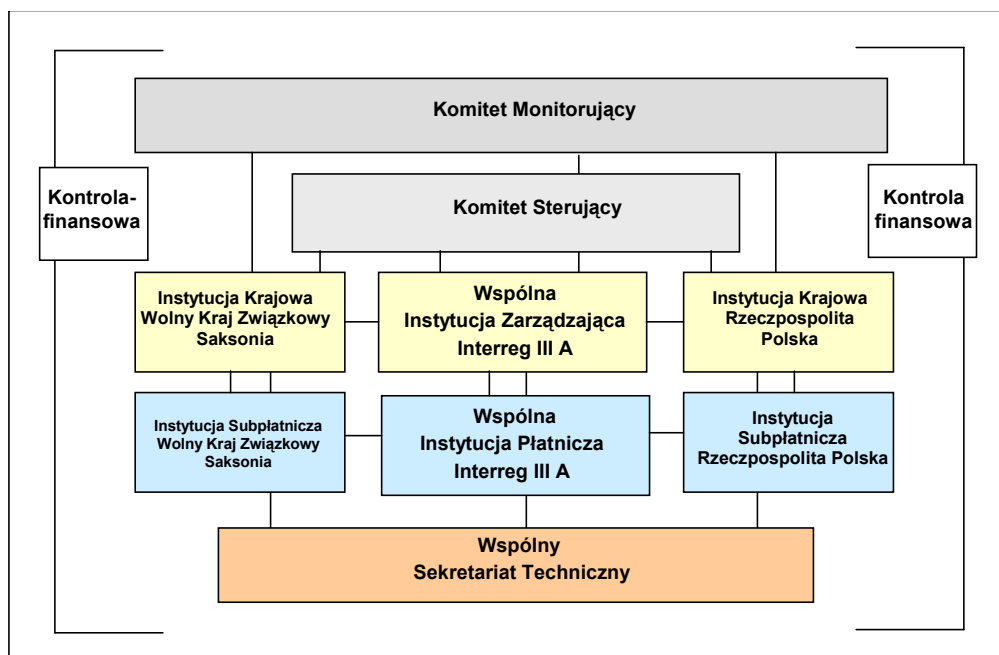 Komitet Monitorujący
Kontrola-
finansowa
Kontrola
finansowa
Komitet Sterujący
Instytucja Krajowa
Wolny Kraj Związkowy
Saksonia
Wspólna
Instytucja Zarządzająca
Interreg III A
Instytucja Krajowa
Rzeczpospolita
Polska
Instytucja Subpłatnicza
Wolny Kraj Związkowy
Saksonia
Wspólna
Instytucja Płatnicza
Interreg III A
Instytucja
Subpłatnicza
Rzeczpospolita Polska
Wspólny
Sekretariat Techniczny